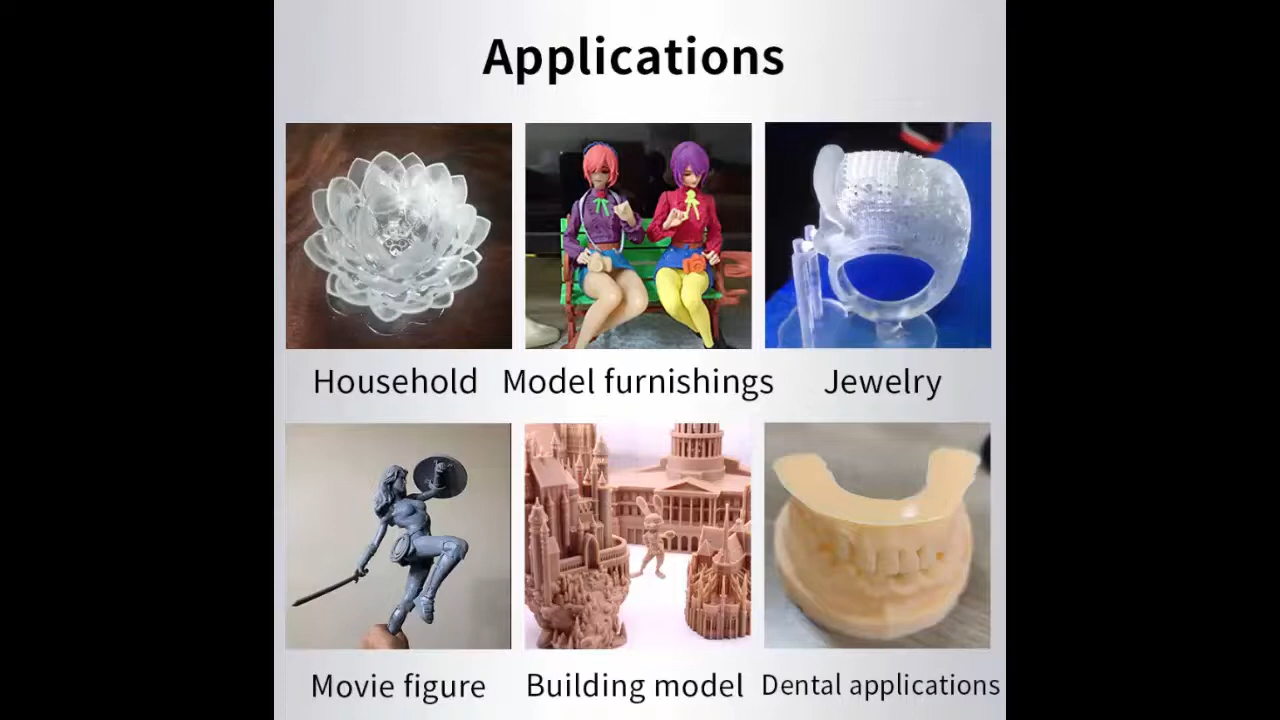 Applications
Household
Model furnishings
Jewelry
Movie figure
Building model
Dental applications